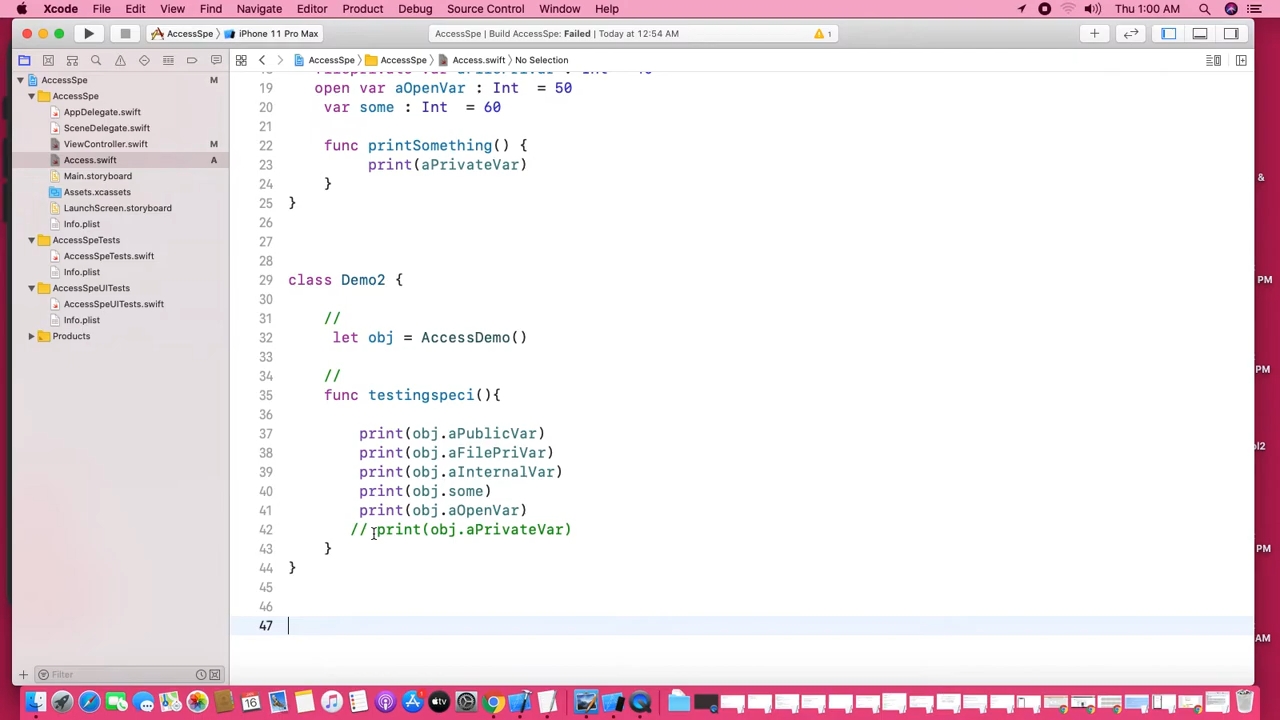 Xcode File Edit View Find Navigate Editor Product Debug Source Control Window Help Thu 1:00 AM
AccessSpe iPhone 11 Pro Max AccessSpe | Build AccessSpe: Failed | Today at 12:54 AM 1
AccessSpe M
AccessSpe
AppDelegate.swift
SceneDelegate.swift
ViewController.swift M
Access.swift A
Main.storyboard
Assets.xcassets
LaunchScreen.storyboard
Info.plist
AccessSpeTests
AccessSpeTests.swift
Info.plist
AccessSpeUITests
AccessSpeUITests.swift
Info.plist
Products
Filter
AccessSpe AccessSpe Access.swift No Selection
19 open var aOpenVar : Int = 50
20 var some : Int = 60
21
22 func printSomething() {
23 print(aPrivateVar)
24 }
25 }
26
27
28
29 class Demo2 {
30
31 //
32 let obj = AccessDemo()
33
34 //
35 func testingspeci(){
36
37 print(obj.aPublicVar)
38 print(obj.aFilePriVar)
39 print(obj.aInternalVar)
40 print(obj.some)
41 print(obj.aOpenVar)
42 // print(obj.aPrivateVar)
43 }
44 }
45
46
47
&
PM
PM
ol2
AM
16